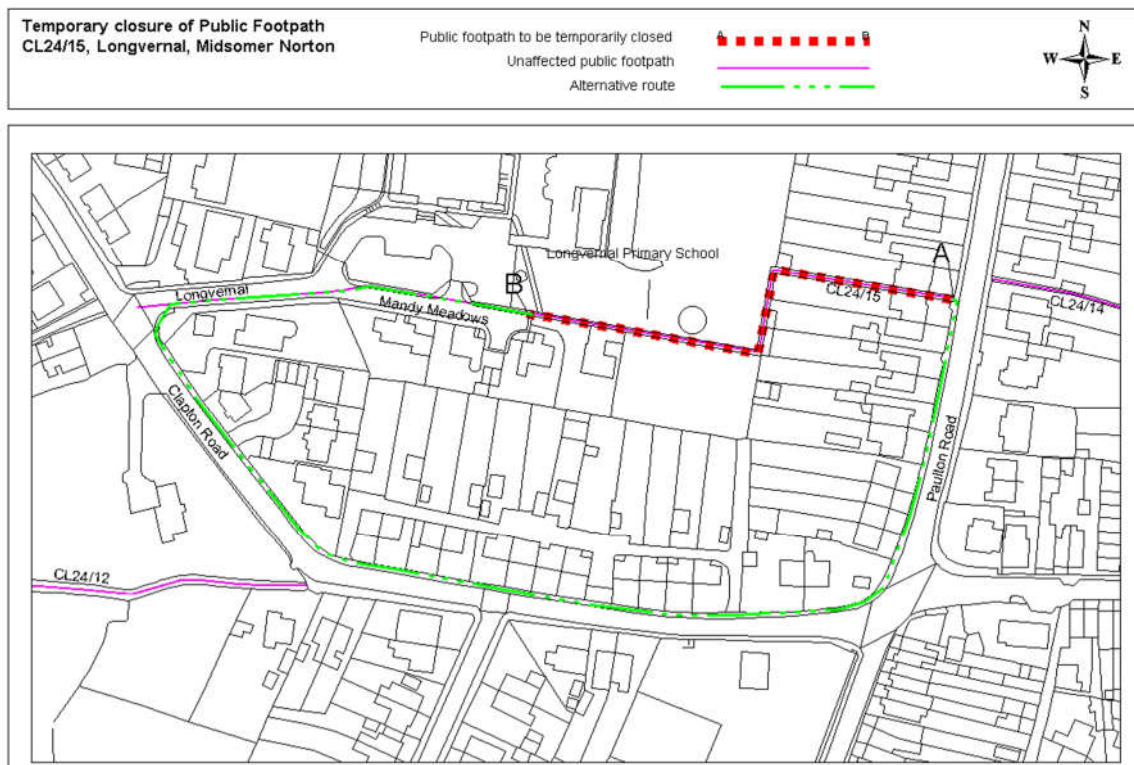 Temporary closure of Public Footpath
CL24/15, Longvernal, Midsomer Norton
Public footpath to be temporarily closed
A B
Unaffected public footpath
Alternative route
N
W E
S
Longvernal Primary School
A
B
CL24/15
CL24/14
Longvernal
Mandy Meadows
Clapton Road
Paulton Road
CL24/12